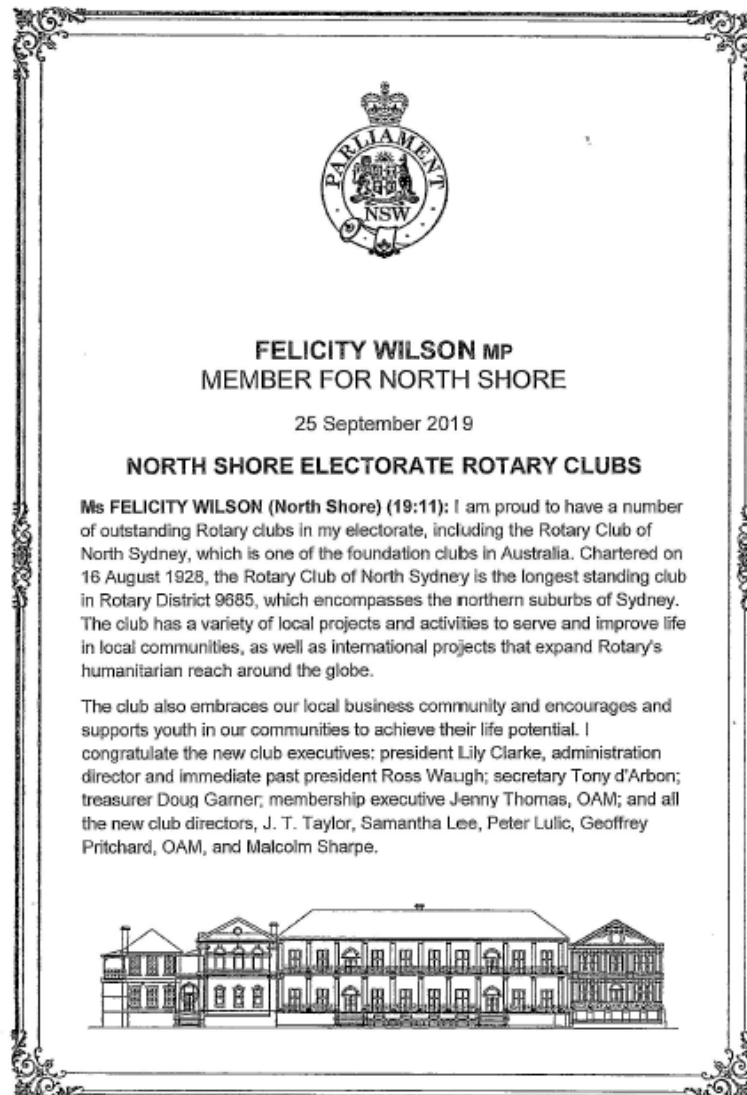 PARLIAMENT
NSW
FELICITY WILSON MP
MEMBER FOR NORTH SHORE
25 September 2019
NORTH SHORE ELECTORATE ROTARY CLUBS
Ms FELICITY WILSON (North Shore) (19:11): I am proud to have a number
of outstanding Rotary clubs in my electorate, including the Rotary Club of
North Sydney, which is one of the foundation clubs in Australia. Chartered on
16 August 1928, the Rotary Club of North Sydney is the longest standing club
in Rotary District 9685, which encompasses the northern suburbs of Sydney.
The club has a variety of local projects and activities to serve and improve life
in local communities, as well as international projects that expand Rotary's
humanitarian reach around the globe.
The club also embraces our local business community and encourages and
supports youth in our communities to achieve their life potential. I
congratulate the new club executives: president Lily Clarke, administration
director and immediate past president Ross Waugh; secretary Tony d'Arbon;
treasurer Doug Garner; membership executive Jenny Thomas, OAM; and all
the new club directors, J. T. Taylor, Samantha Lee, Peter Lulic, Geoffrey
Pritchard, OAM, and Malcolm Sharpe.